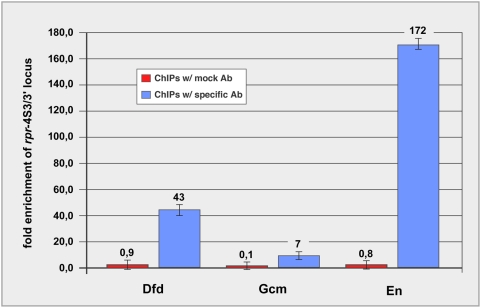 fold enrichment of rpr-4S3/3' locus
180,0
160,0
140,0
120,0
100,0
80,0
60,0
40,0
20,0
0,0
ChIPs w/ mock Ab
ChIPs w/ specific Ab
0,9
43
0,1
7
0,8
172
Dfd
Gcm
En